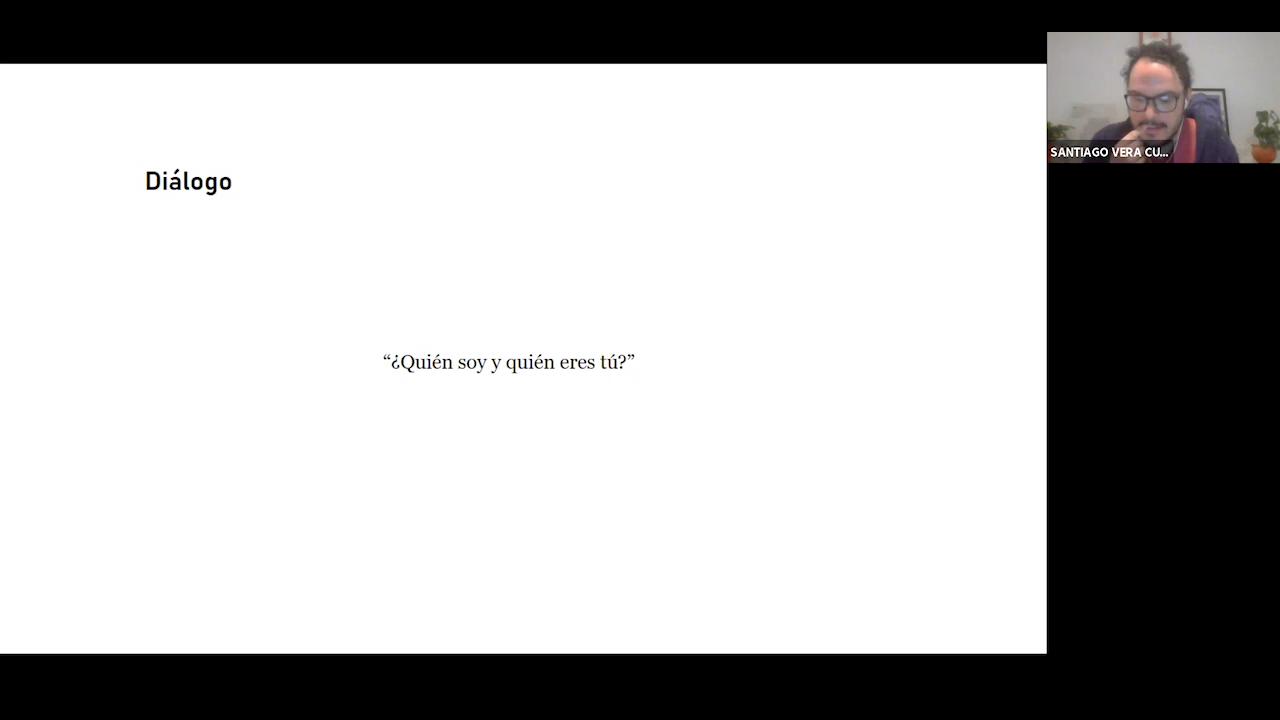 Diálogo
“¿Quién soy y quién eres tú?”
SANTIAGO VERA CU...